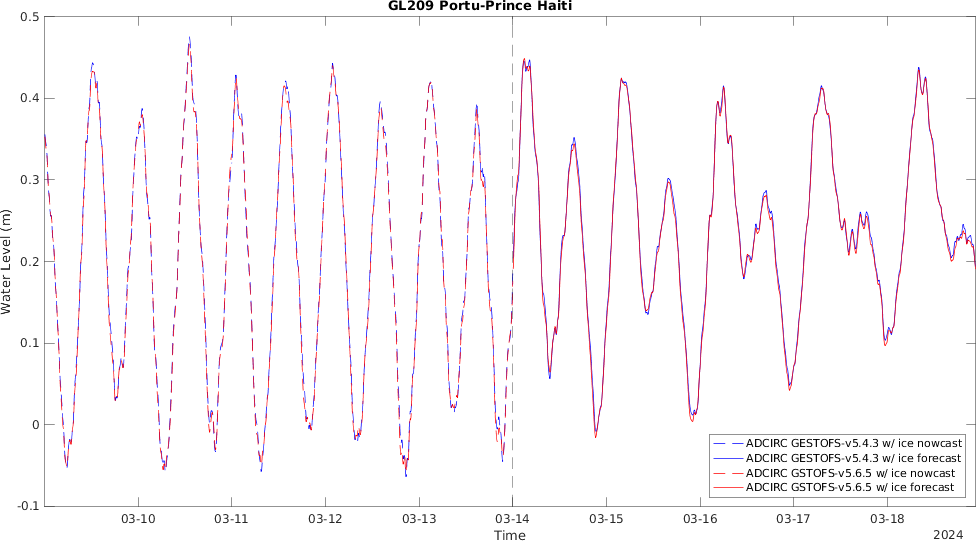 GL209 Portu-Prince Haiti
0.5
0.4
0.3
0.2
0.1
0
-0.1
Water Level (m)
03-10
03-11
03-12
03-13
03-14
03-15
03-16
03-17
03-18
Time
2024
ADCIRC GESTOFS-v5.4.3 w/ ice nowcast
ADCIRC GESTOFS-v5.4.3 w/ ice forecast
ADCIRC GSTOFS-v5.6.5 w/ ice nowcast
ADCIRC GSTOFS-v5.6.5 w/ ice forecast